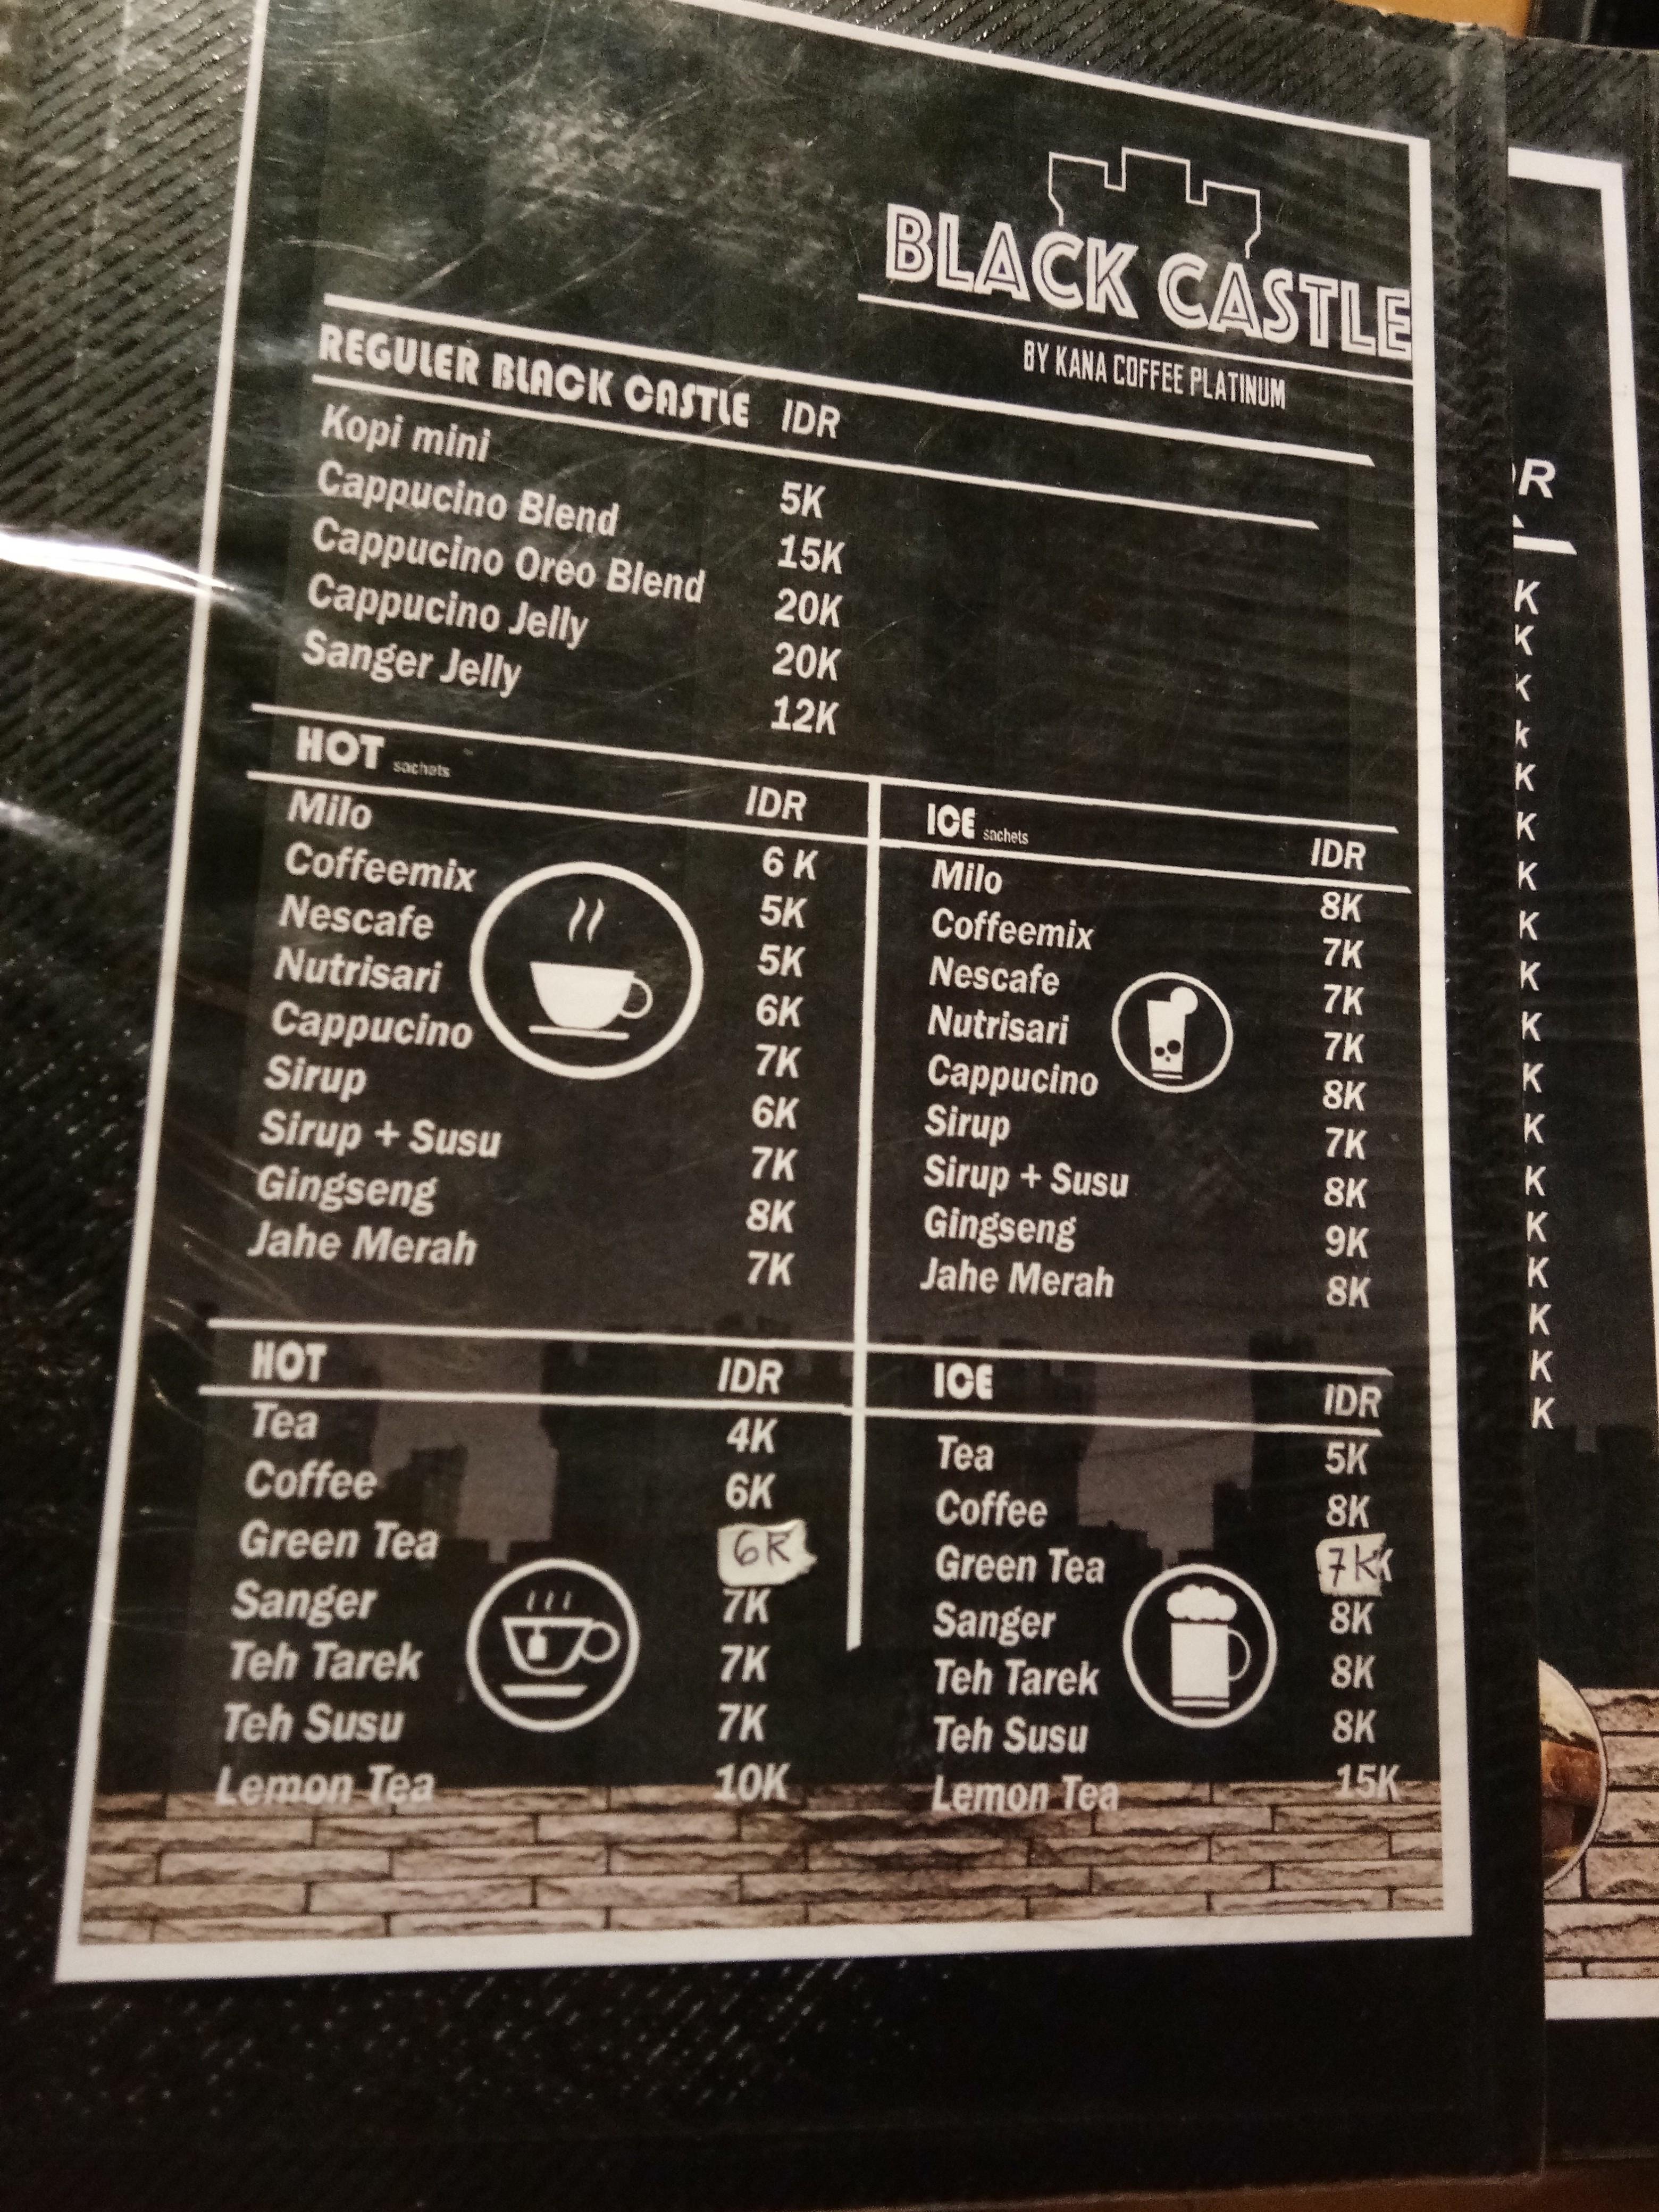 BLACK CASTLE
BY KANA COFFEE PLATINUM
REGULER BLACK CASTLE IDR
Kopi mini 5K
Cappucino Blend 15K
Cappucino Oreo Blend 20K
Cappucino Jelly 20K
Sanger Jelly 12K
HOT sachets IDR
Milo 6 K
Coffeemix 5K
Nescafe 5K
Nutrisari 6K
Cappucino 7K
Sirup 6K
Sirup + Susu 7K
Gingseng 8K
Jahe Merah 7K
ICE sachets IDR
Milo 8K
Coffeemix 7K
Nescafe 7K
Nutrisari 7K
Cappucino 8K
Sirup 7K
Sirup + Susu 8K
Gingseng 9K
Jahe Merah 8K
HOT IDR
Tea 4K
Coffee 6K
Green Tea 6K
Sanger 7K
Teh Tarek 7K
Teh Susu 7K
Lemon Tea 10K
ICE IDR
Tea 5K
Coffee 8K
Green Tea 7K
Sanger 8K
Teh Tarek 8K
Teh Susu 8K
Lemon Tea 15K